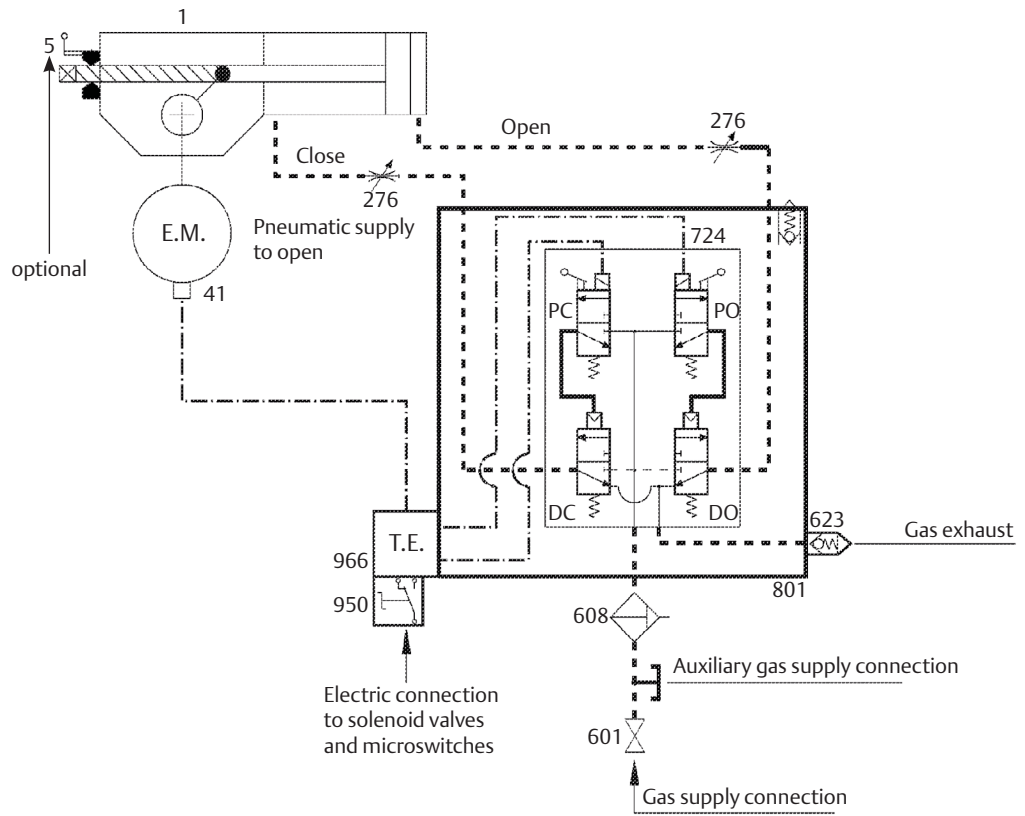 1
5
Open
276
Close
276
E.M.
Pneumatic supply
to open
optional
724
41
PC
PO
DC
DO
623
Gas exhaust
T.E.
966
801
950
608
Auxiliary gas supply connection
Electric connection
to solenoid valves
and microswitches
601
Gas supply connection